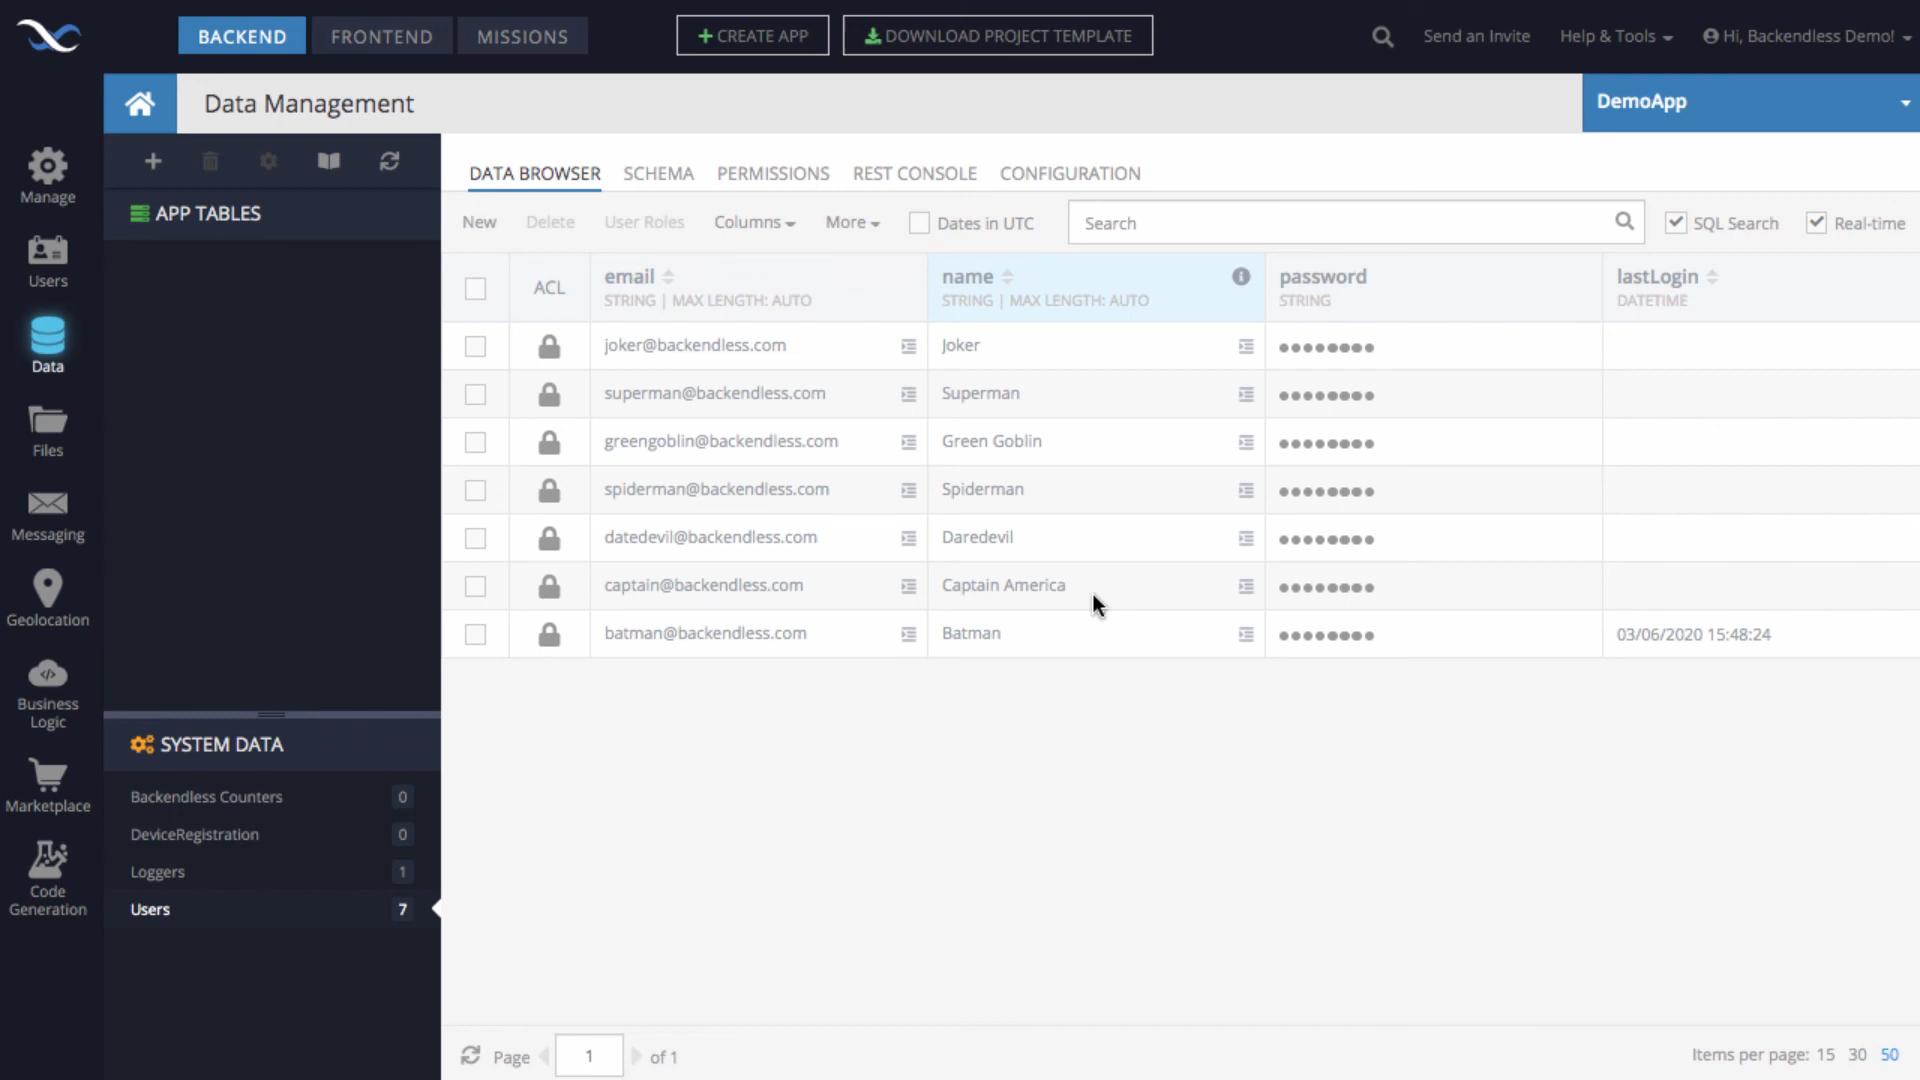 BACKEND FRONTEND MISSIONS
+ CREATE APP DOWNLOAD PROJECT TEMPLATE
Send an Invite Help & Tools Hi, Backendless Demo!
Data Management
DemoApp
Manage
Users
Data
Files
Messaging
Geolocation
Business
Logic
Marketplace
Code
Generation
APP TABLES
SYSTEM DATA
Backendless Counters 0
DeviceRegistration 0
Loggers 1
Users 7
DATA BROWSER SCHEMA PERMISSIONS REST CONSOLE CONFIGURATION
New Delete User Roles Columns More Dates in UTC Search SQL Search Real-time
ACL email name password lastLogin
STRING | MAX LENGTH: AUTO STRING | MAX LENGTH: AUTO STRING DATETIME
joker@backendless.com Joker ●●●●●●●●
superman@backendless.com Superman ●●●●●●●●
greengoblin@backendless.com Green Goblin ●●●●●●●●
spiderman@backendless.com Spiderman ●●●●●●●●
datedevil@backendless.com Daredevil ●●●●●●●●
captain@backendless.com Captain America ●●●●●●●●
batman@backendless.com Batman ●●●●●●●● 03/06/2020 15:48:24
Page 1 of 1
Items per page: 15 30 50